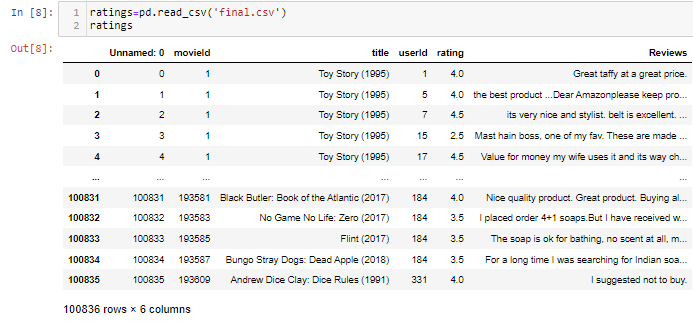 In [8]: 1 ratings=pd.read_csv('final.csv')
2 ratings
Out[8]:
Unnamed: 0 movieId title userId rating Reviews
0 0 1 Toy Story (1995) 1 4.0 Great taffy at a great price.
1 1 1 Toy Story (1995) 5 4.0 the best product ...Dear Amazonplease keep pro...
2 2 1 Toy Story (1995) 7 4.5 its very nice and stylist. belt is excellent. ...
3 3 1 Toy Story (1995) 15 2.5 Mast hain boss, one of my fav. These are made ...
4 4 1 Toy Story (1995) 17 4.5 Value for money my wife uses it and its way ch...
... ... ... ... ... ... ...
100831 100831 193581 Black Butler: Book of the Atlantic (2017) 184 4.0 Nice quality product. Great product. Buying al...
100832 100832 193583 No Game No Life: Zero (2017) 184 3.5 I placed order 4+1 soaps.But I have received w...
100833 100833 193585 Flint (2017) 184 3.5 The soap is ok for bathing, no scent at all, m...
100834 100834 193587 Bungo Stray Dogs: Dead Apple (2018) 184 3.5 For a long time I was searching for Indian soa...
100835 100835 193609 Andrew Dice Clay: Dice Rules (1991) 331 4.0 I suggested not to buy.
100836 rows × 6 columns